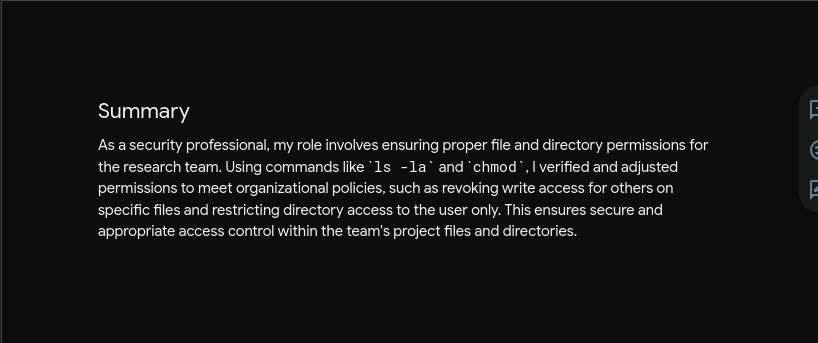 Summary
As a security professional, my role involves ensuring proper file and directory permissions for
the research team. Using commands like `ls -la` and `chmod`, I verified and adjusted
permissions to meet organizational policies, such as revoking write access for others on
specific files and restricting directory access to the user only. This ensures secure and
appropriate access control within the team's project files and directories.